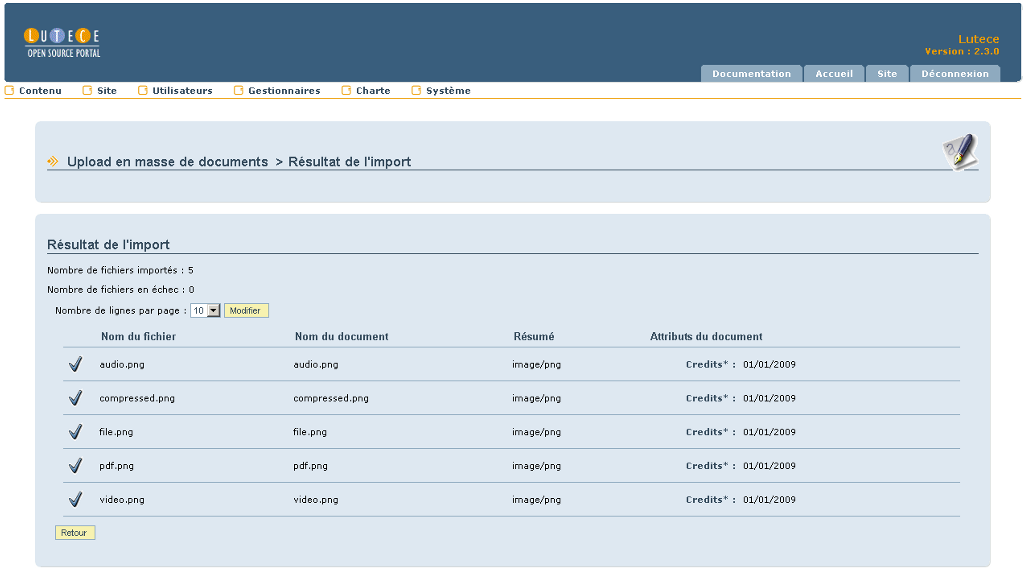 LUTECE
OPEN SOURCE PORTAL
Lutece
Version : 2.3.0
Documentation Accueil Site Déconnexion
Contenu Site Utilisateurs Gestionnaires Charte Système
Upload en masse de documents > Résultat de l'import
Résultat de l'import
Nombre de fichiers importés : 5
Nombre de fichiers en échec : 0
Nombre de lignes par page : 10 Modifier
Nom du fichier Nom du document Résumé Attributs du document
audio.png audio.png image/png Credits* : 01/01/2009
compressed.png compressed.png image/png Credits* : 01/01/2009
file.png file.png image/png Credits* : 01/01/2009
pdf.png pdf.png image/png Credits* : 01/01/2009
video.png video.png image/png Credits* : 01/01/2009
Retour